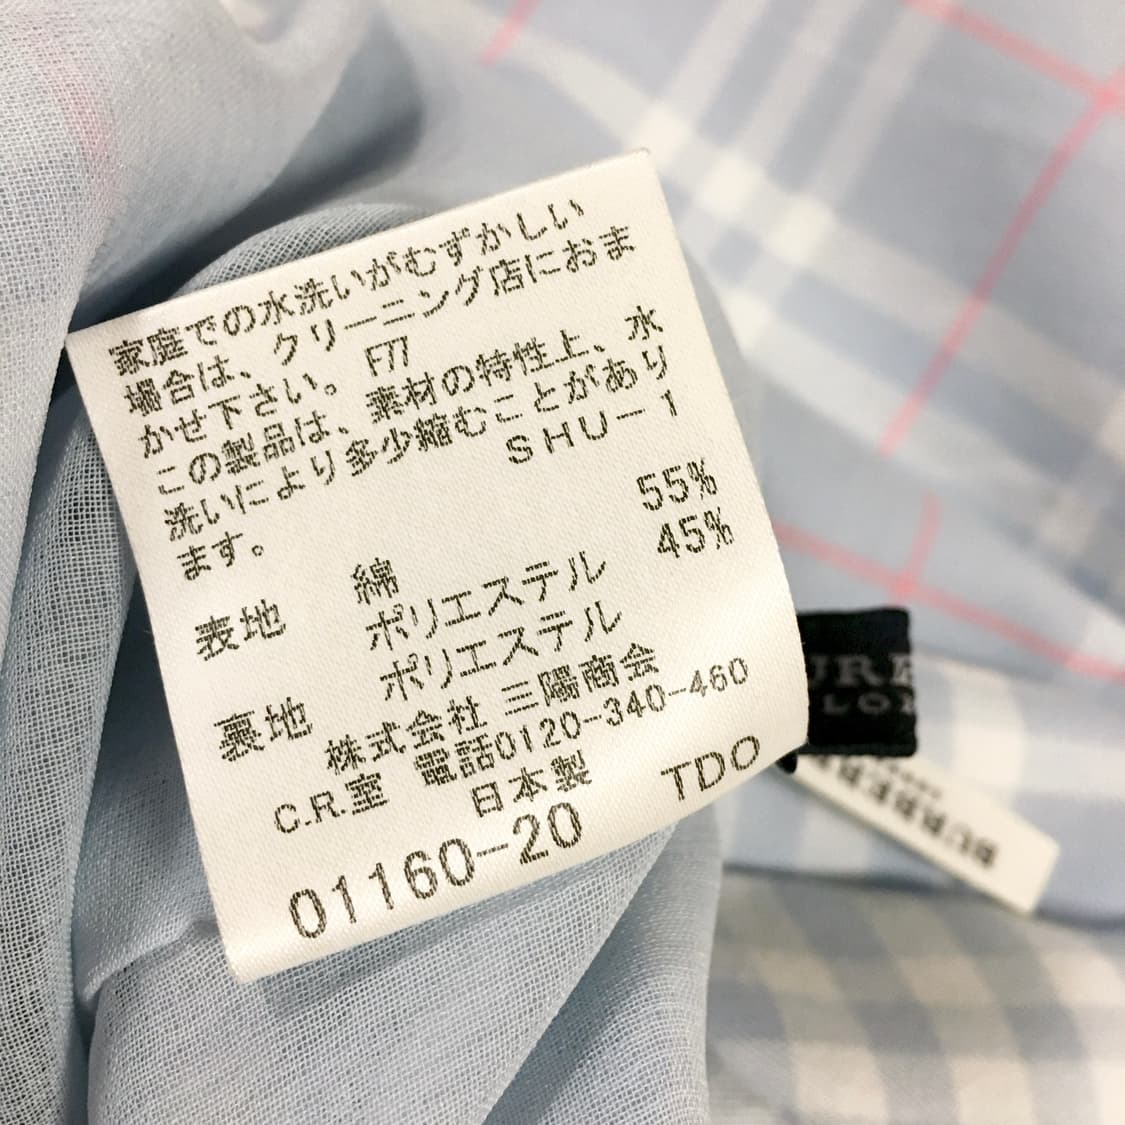 家庭での水洗いがむずかしい
場合は、クリーニング店におま
かせ下さい。 F77
この製品は、素材の特性上、水
洗いにより多少縮むことがあり
ます。 SHU-1
表地 綿 55%
ポリエステル 45%
裏地 ポリエステル
株式会社 三陽商会
C.R.室 電話0120-340-460
日本製
01160-20 TDO
BURBER